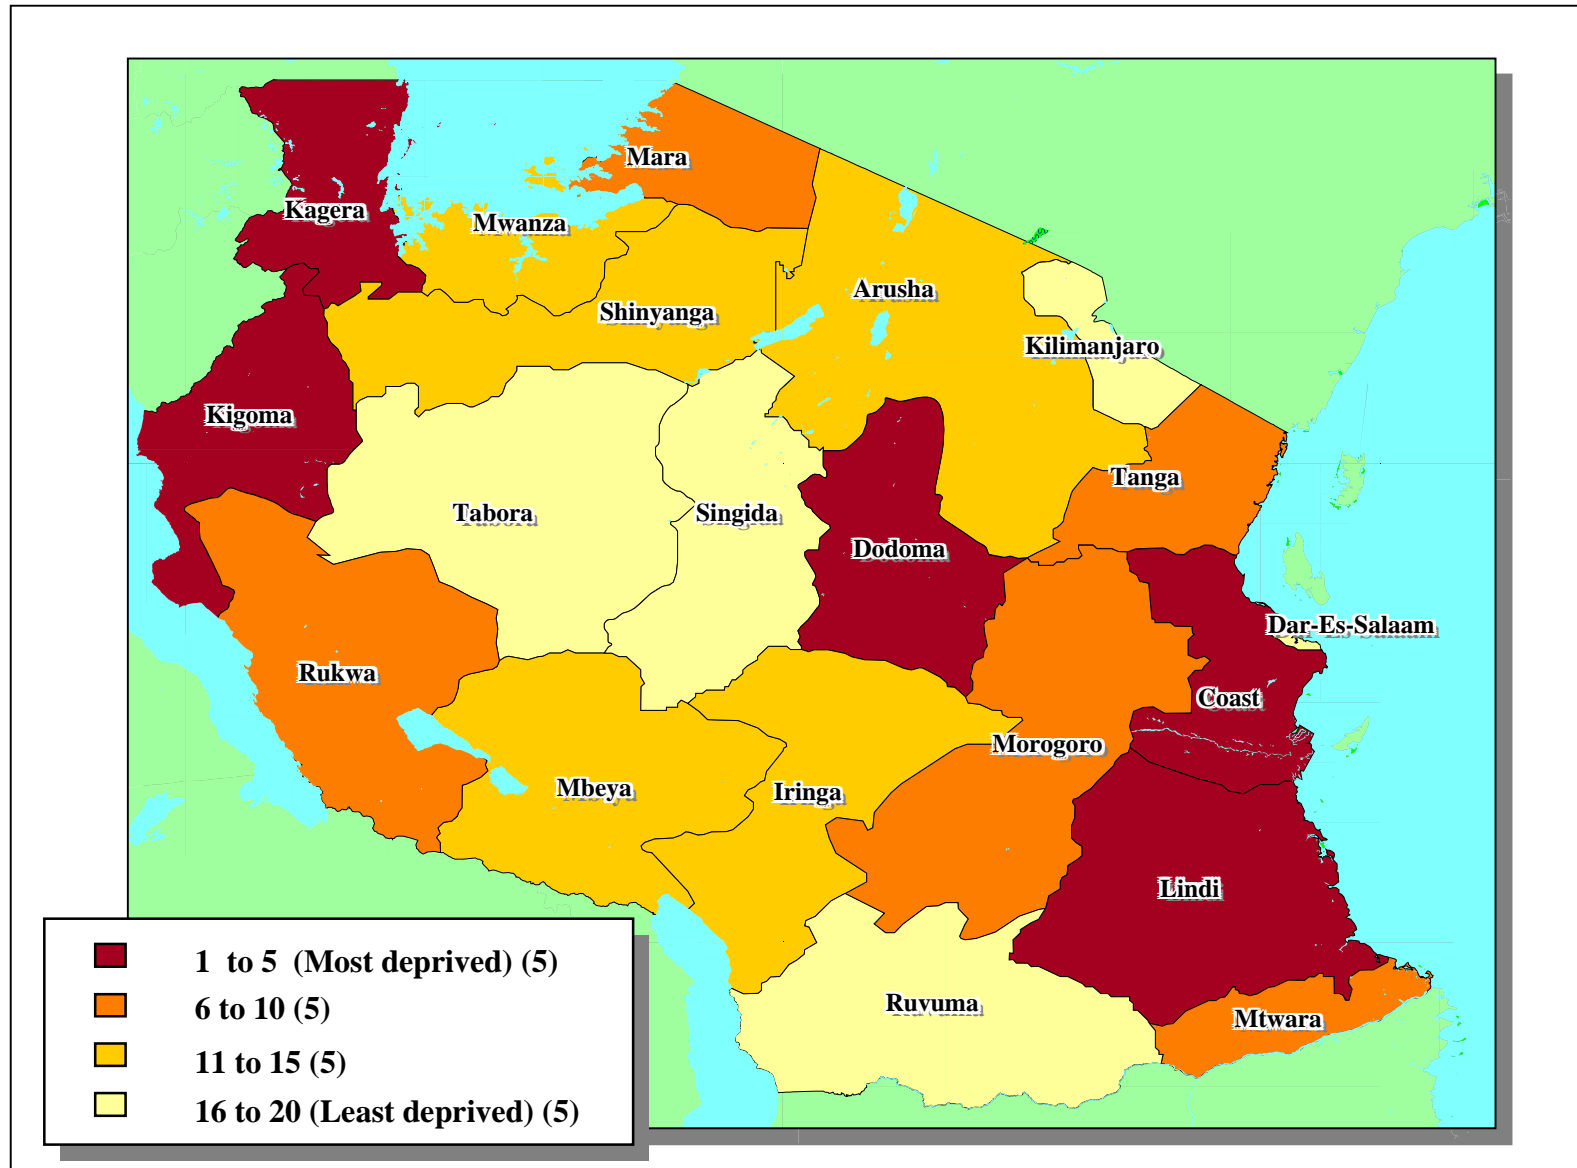 Mara
Kagera
Mwanza
Arusha
Shinyanga
Kilimanjaro
Kigoma
Tanga
Tabora
Singida
Dodoma
Dar-Es-Salaam
Rukwa
Coast
Morogoro
Mbeya
Iringa
Lindi
Ruvuma
Mtwara
1 to 5 (Most deprived) (5)
6 to 10 (5)
11 to 15 (5)
16 to 20 (Least deprived) (5)